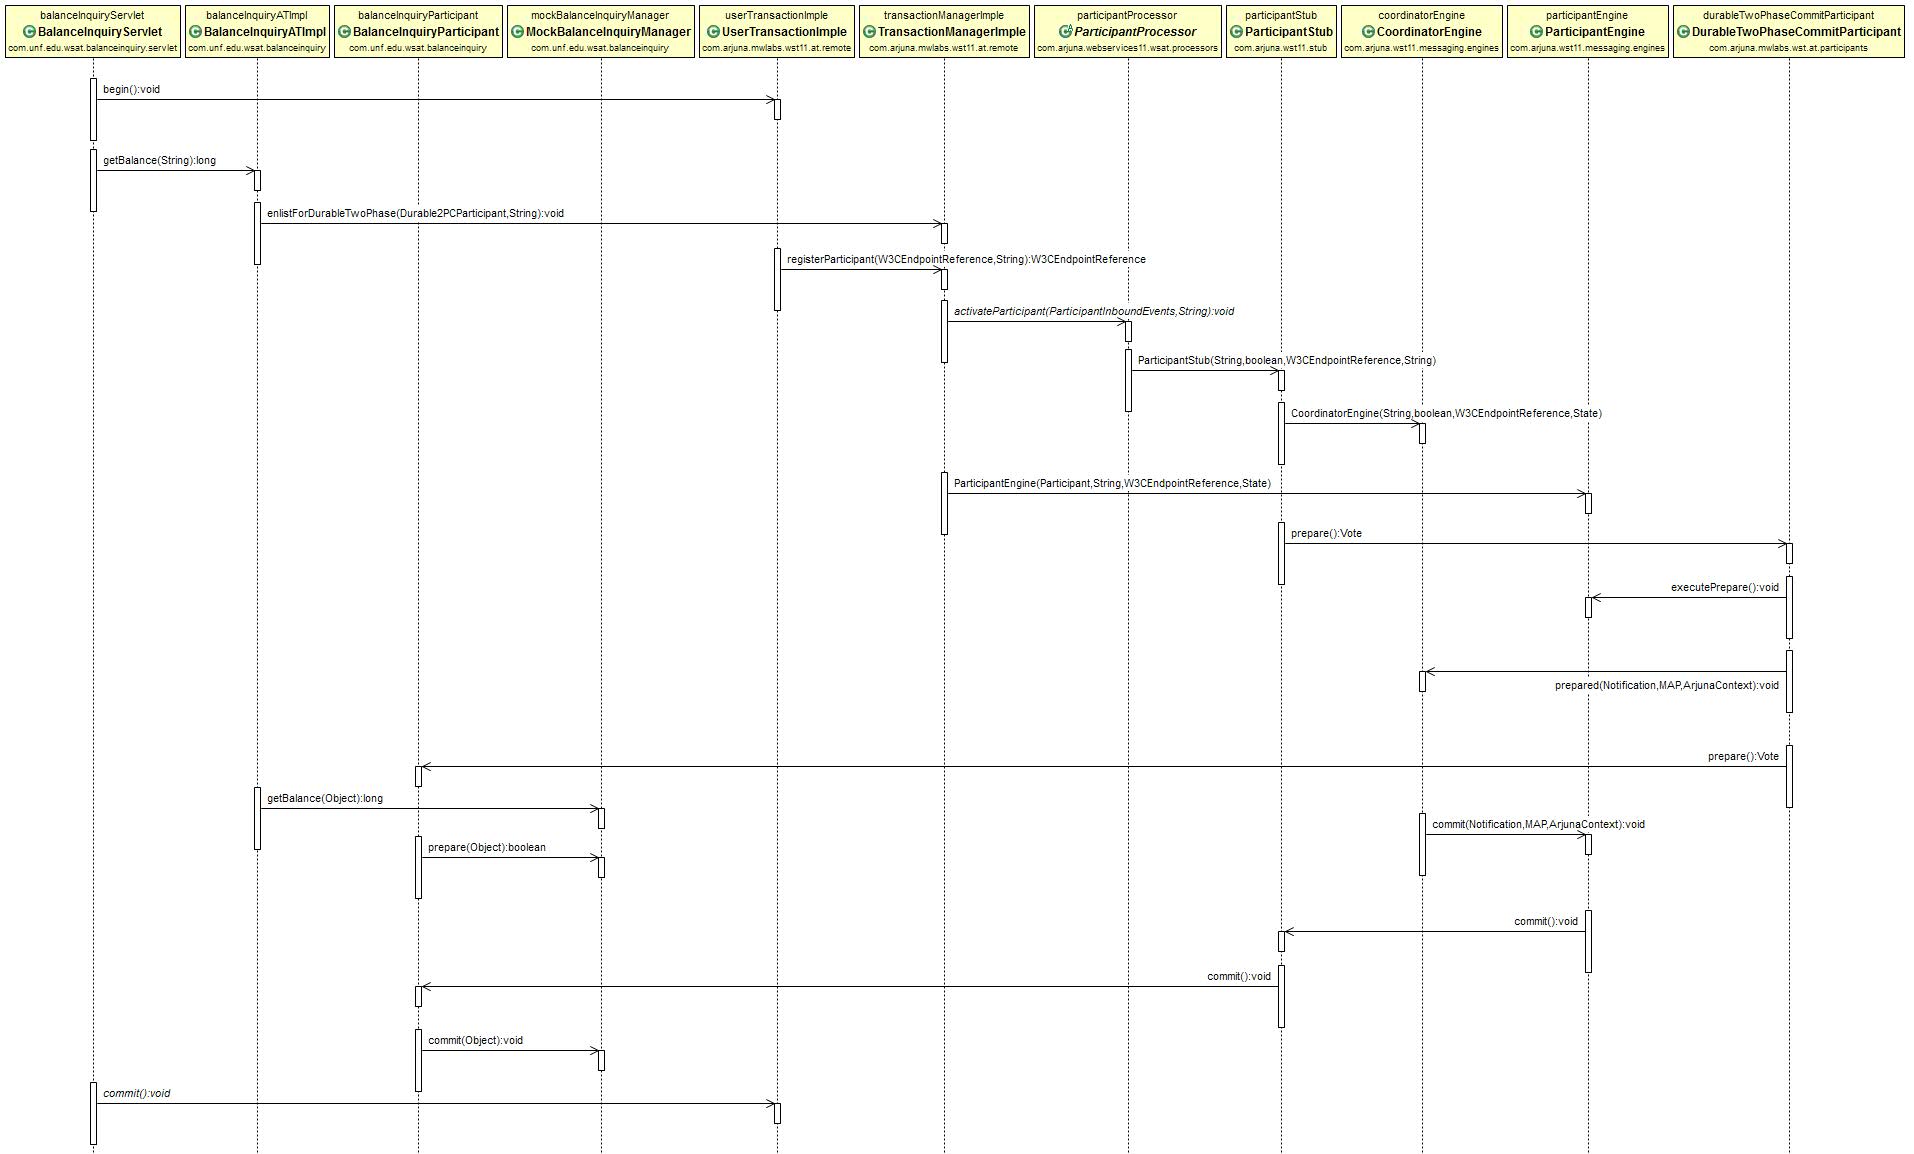 balanceInquiryServlet
BalanceInquiryServlet
com.unf.edu.wsat.balanceinquiry.servlet
balanceInquiryATImpl
BalanceInquiryATImpl
com.unf.edu.wsat.balanceinquiry
balanceInquiryParticipant
BalanceInquiryParticipant
com.unf.edu.wsat.balanceinquiry
mockBalanceInquiryManager
MockBalanceInquiryManager
com.unf.edu.wsat.balanceinquiry
userTransactionImple
UserTransactionImple
com.arjuna.mwlabs.wst11.at.remote
transactionManagerImple
TransactionManagerImple
com.arjuna.mwlabs.wst11.at.remote
participantProcessor
ParticipantProcessor
com.arjuna.webservices11.wsat.processors
participantStub
ParticipantStub
com.arjuna.wst11.stub
coordinatorEngine
CoordinatorEngine
com.arjuna.wst11.messaging.engines
participantEngine
ParticipantEngine
com.arjuna.wst11.messaging.engines
durableTwoPhaseCommitParticipant
DurableTwoPhaseCommitParticipant
com.arjuna.mwlabs.wst.at.participants
begin():void
getBalance(String):long
enlistForDurableTwoPhase(Durable2PCParticipant,String):void
registerParticipant(W3CEndpointReference,String):W3CEndpointReference
activateParticipant(ParticipantInboundEvents,String):void
ParticipantStub(String,boolean,W3CEndpointReference,String)
CoordinatorEngine(String,boolean,W3CEndpointReference,State)
ParticipantEngine(Participant,String,W3CEndpointReference,State)
prepare():Vote
executePrepare():void
prepared(Notification,MAP,ArjunaContext):void
prepare():Vote
getBalance(Object):long
commit(Notification,MAP,ArjunaContext):void
prepare(Object):boolean
commit():void
commit():void
commit(Object):void
commit():void